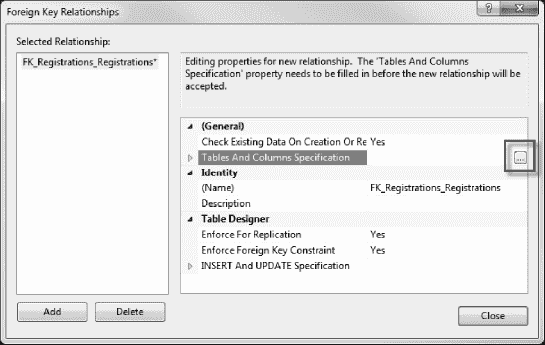 Foreign Key Relationships
Selected Relationship:
FK_Registrations_Registrations*
Editing properties for new relationship. The 'Tables And Columns
Specification' property needs to be filled in before the new relationship will be
accepted.
(General)
Check Existing Data On Creation Or Re Yes
Tables And Columns Specification ...
Identity
(Name) FK_Registrations_Registrations
Description
Table Designer
Enforce For Replication Yes
Enforce Foreign Key Constraint Yes
INSERT And UPDATE Specification
Add Delete Close